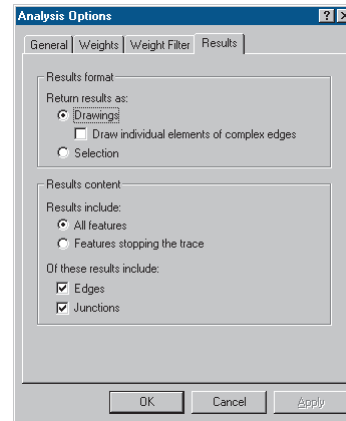 Analysis Options
General Weights Weight Filter Results
Results format
Return results as:
Drawings
Draw individual elements of complex edges
Selection
Results content
Results include:
All features
Features stopping the trace
Of these results include:
Edges
Junctions
OK Cancel Apply